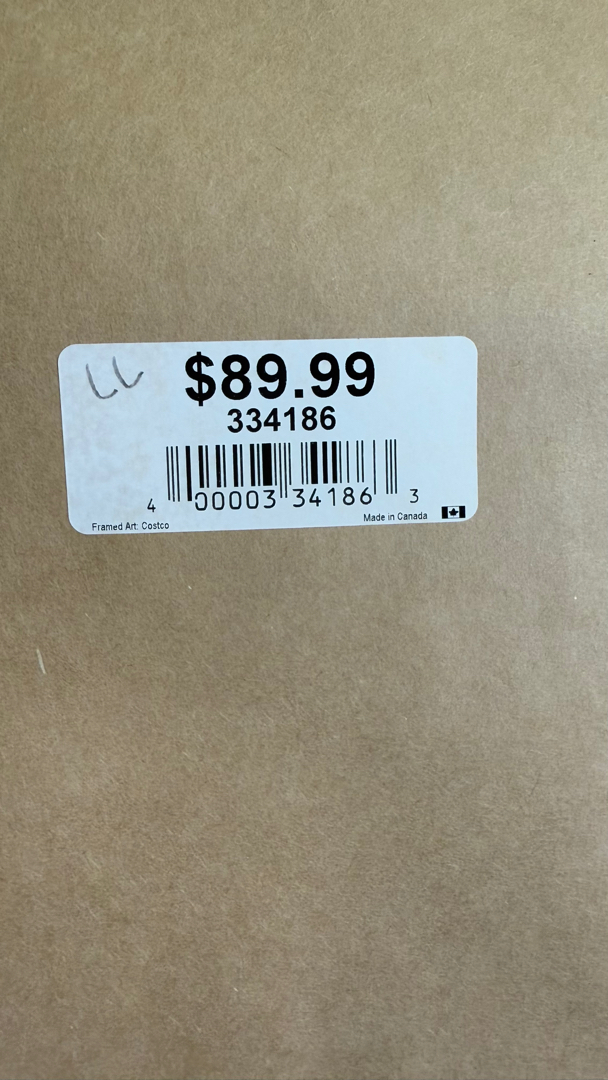 LL
$89.99
334186
4 00003 34186 3
Framed Art: Costco
Made in Canada